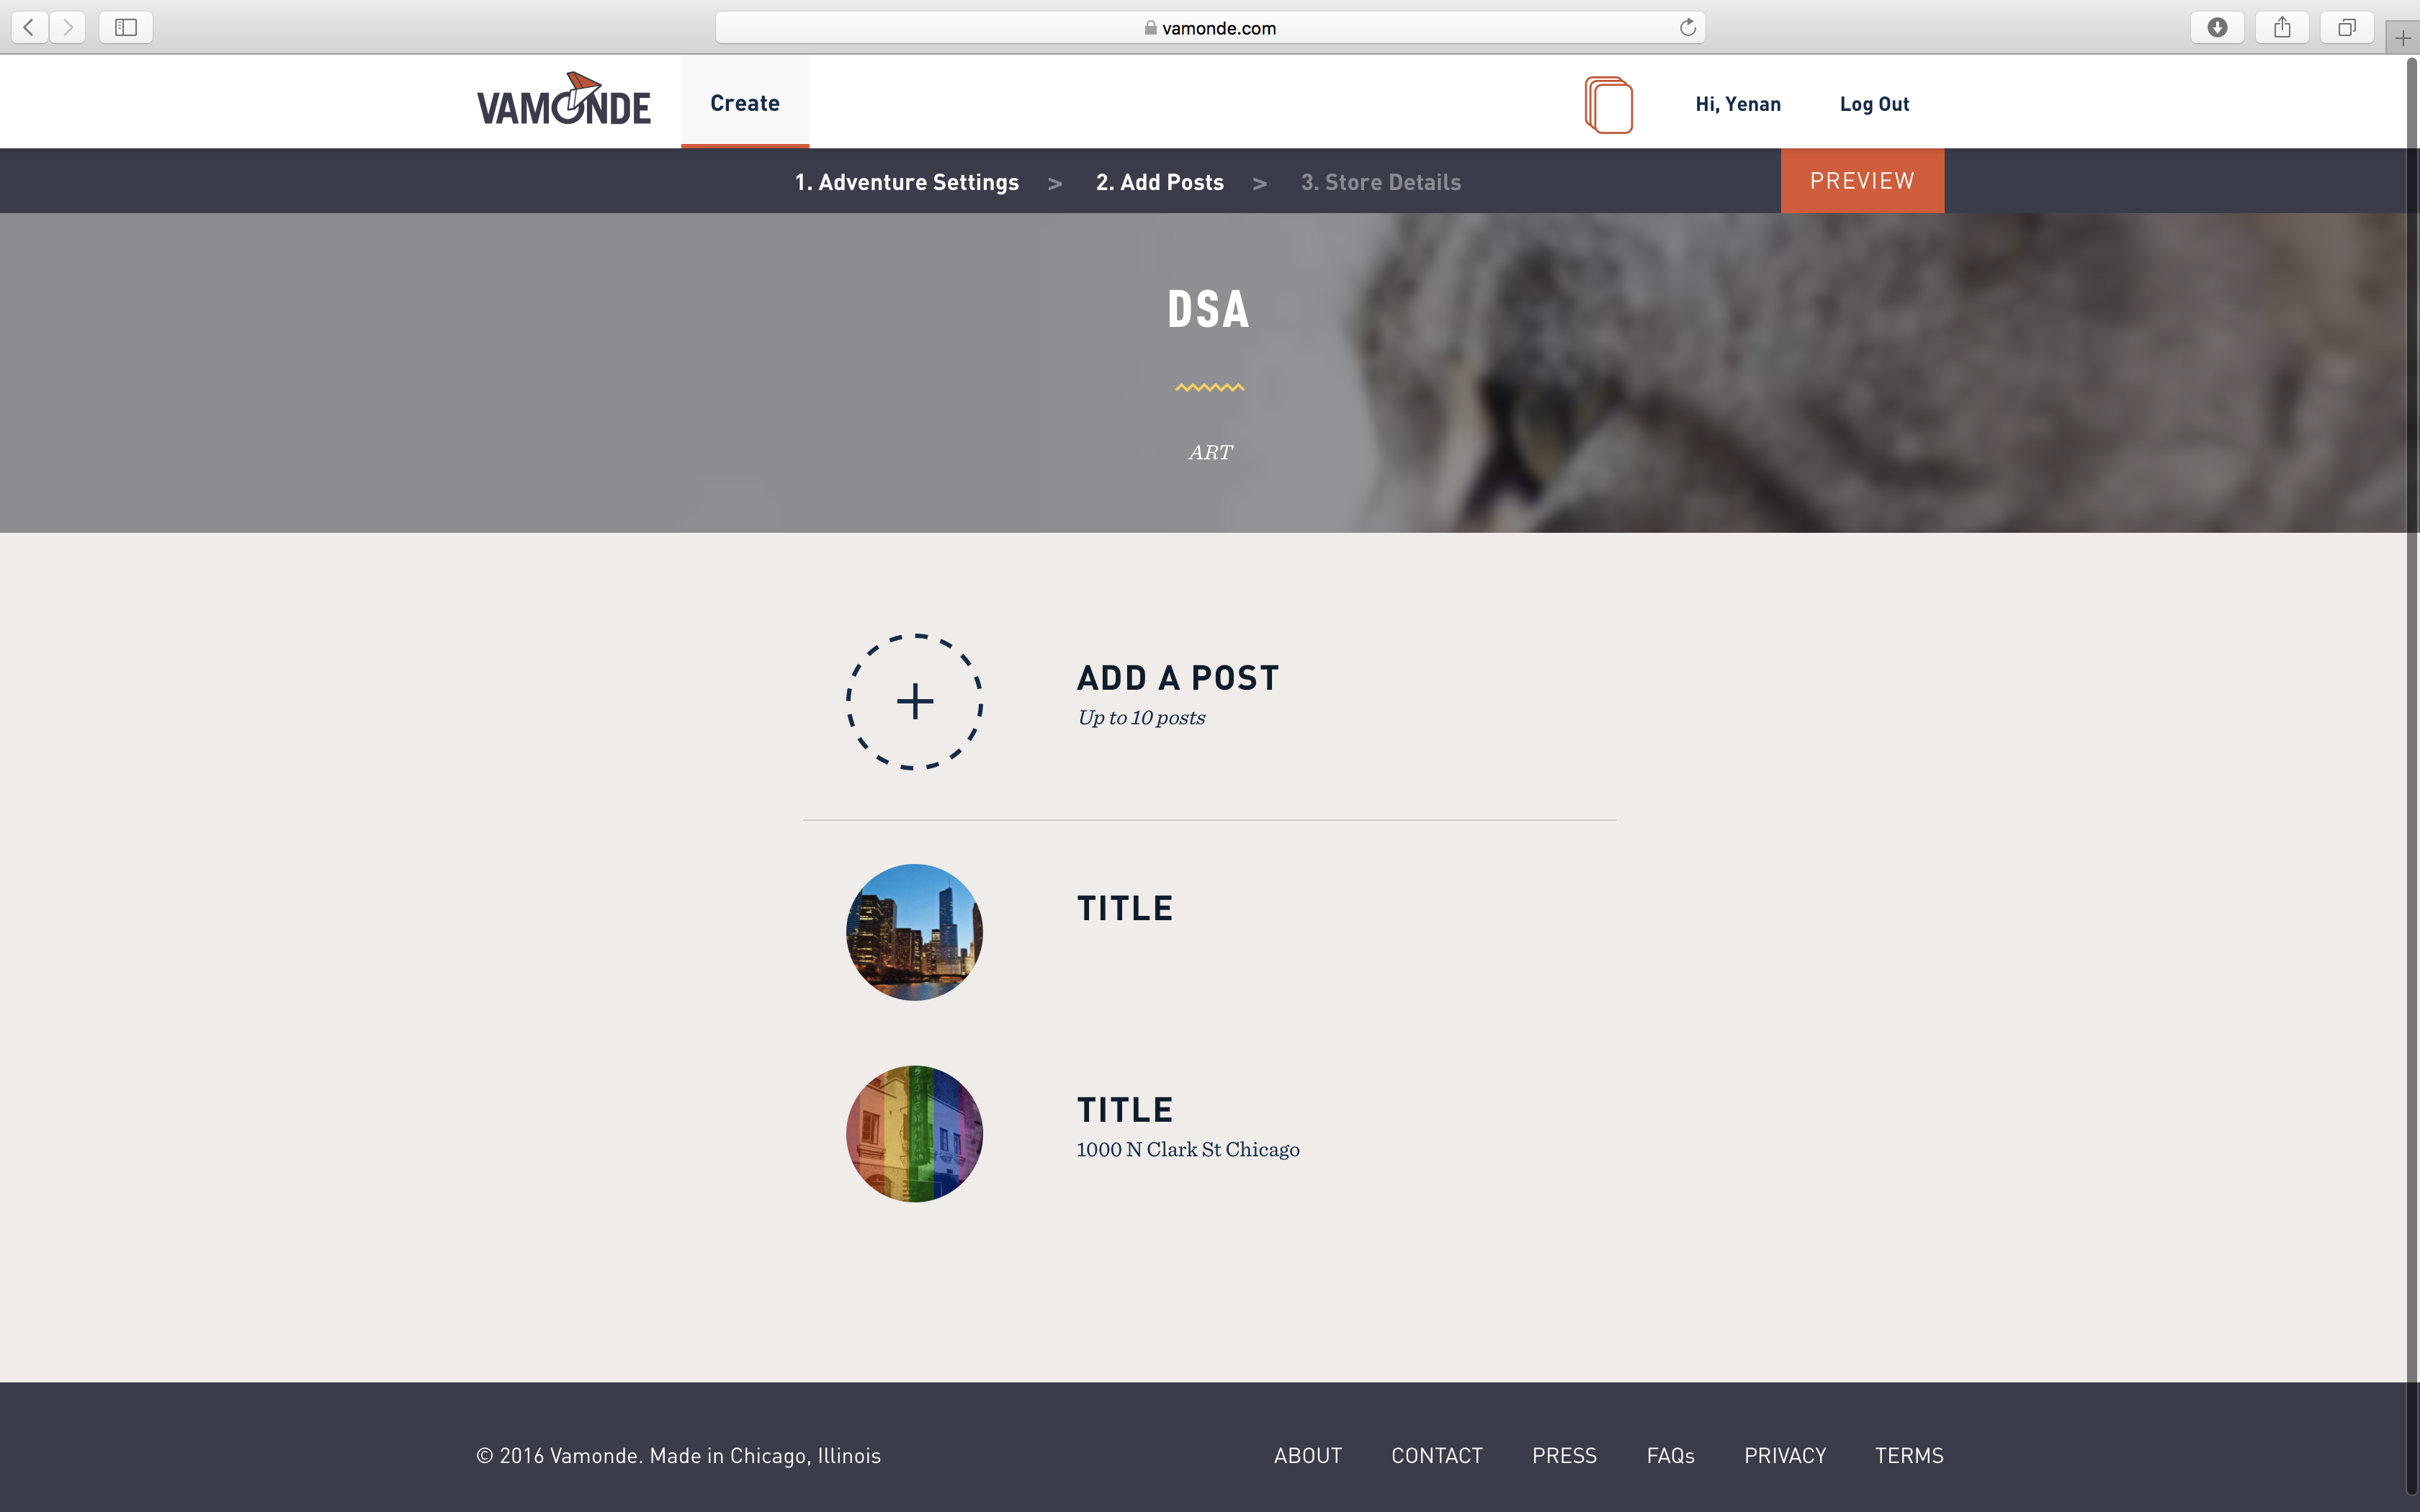 vamonde.com
VAMONDE
Create
Hi, Yenan
Log Out
1. Adventure Settings > 2. Add Posts > 3. Store Details
PREVIEW
DSA
ART
ADD A POST
Up to 10 posts
TITLE
TITLE
1000 N Clark St Chicago
© 2016 Vamonde. Made in Chicago, Illinois
ABOUT CONTACT PRESS FAQs PRIVACY TERMS